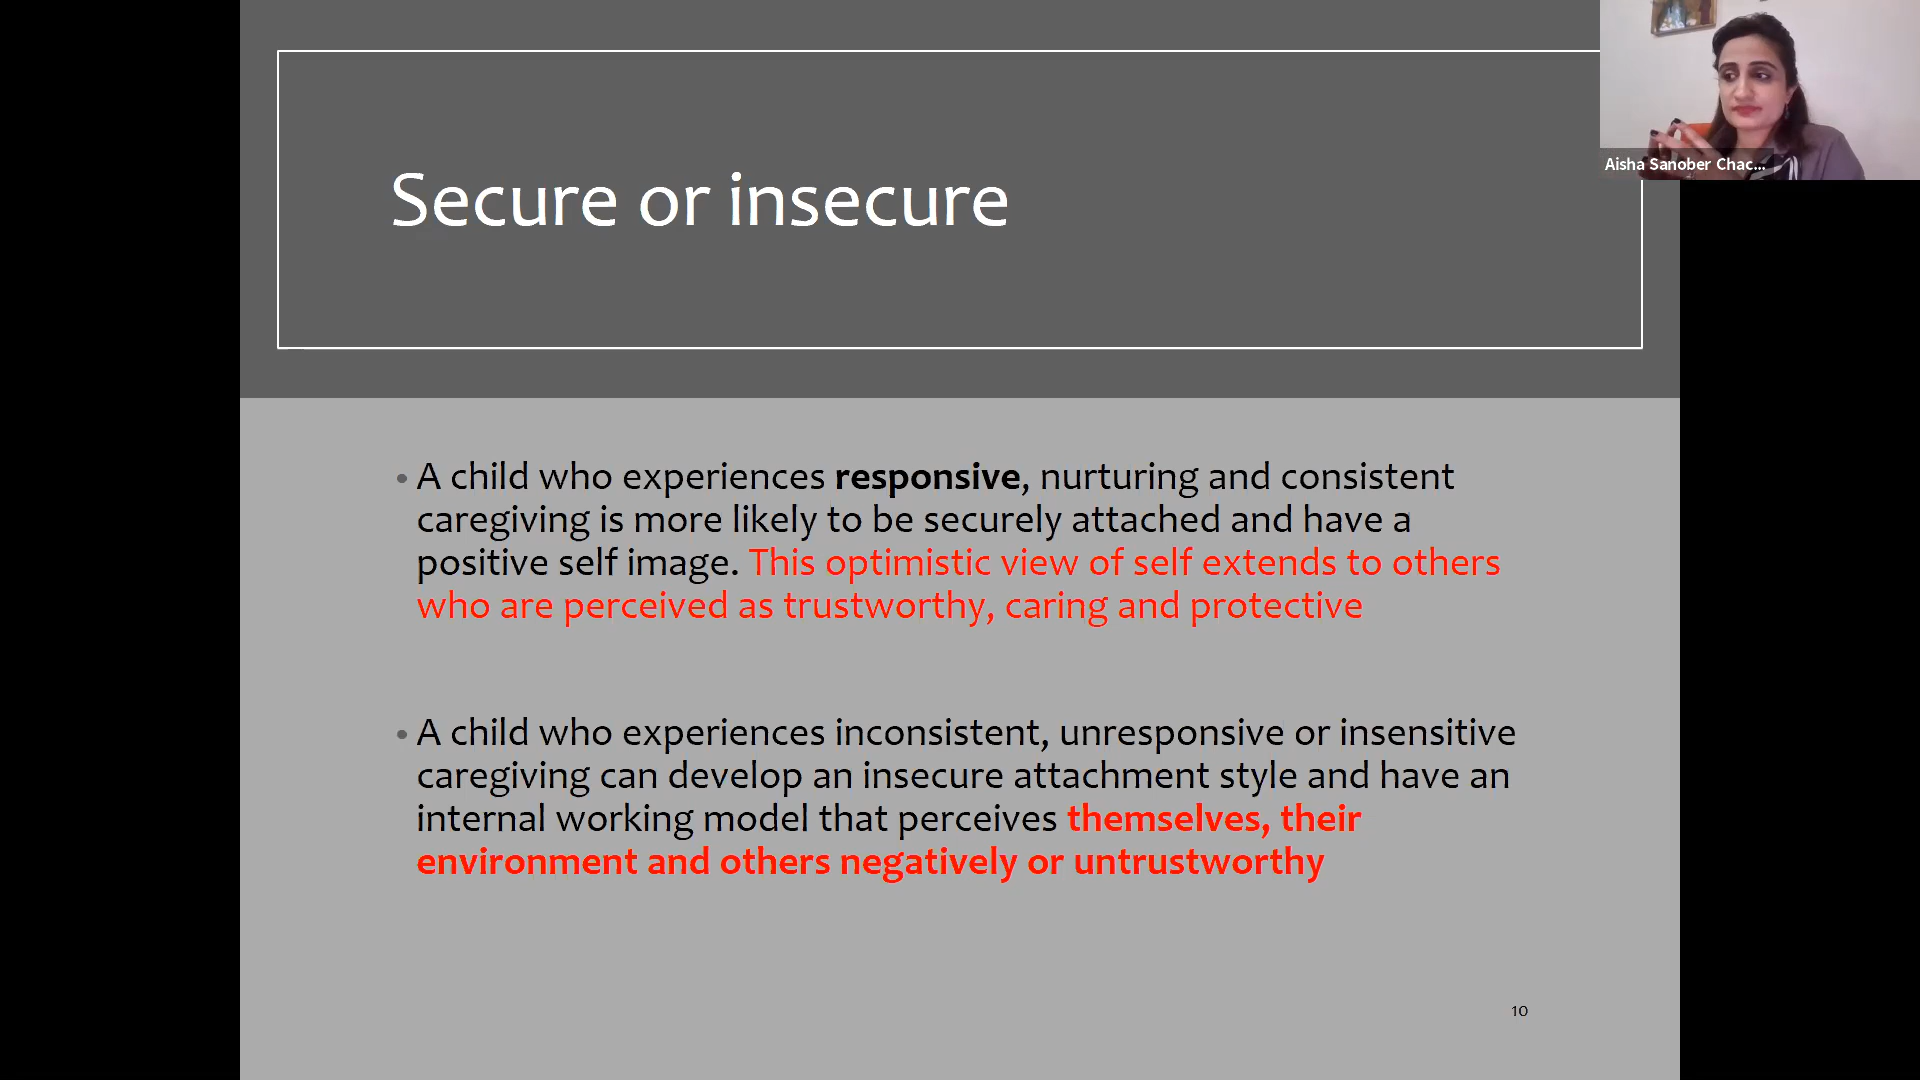 Secure or insecure
Aisha Sanober Chac...
• A child who experiences responsive, nurturing and consistent
caregiving is more likely to be securely attached and have a
positive self image. This optimistic view of self extends to others
who are perceived as trustworthy, caring and protective
• A child who experiences inconsistent, unresponsive or insensitive
caregiving can develop an insecure attachment style and have an
internal working model that perceives themselves, their
environment and others negatively or untrustworthy
10